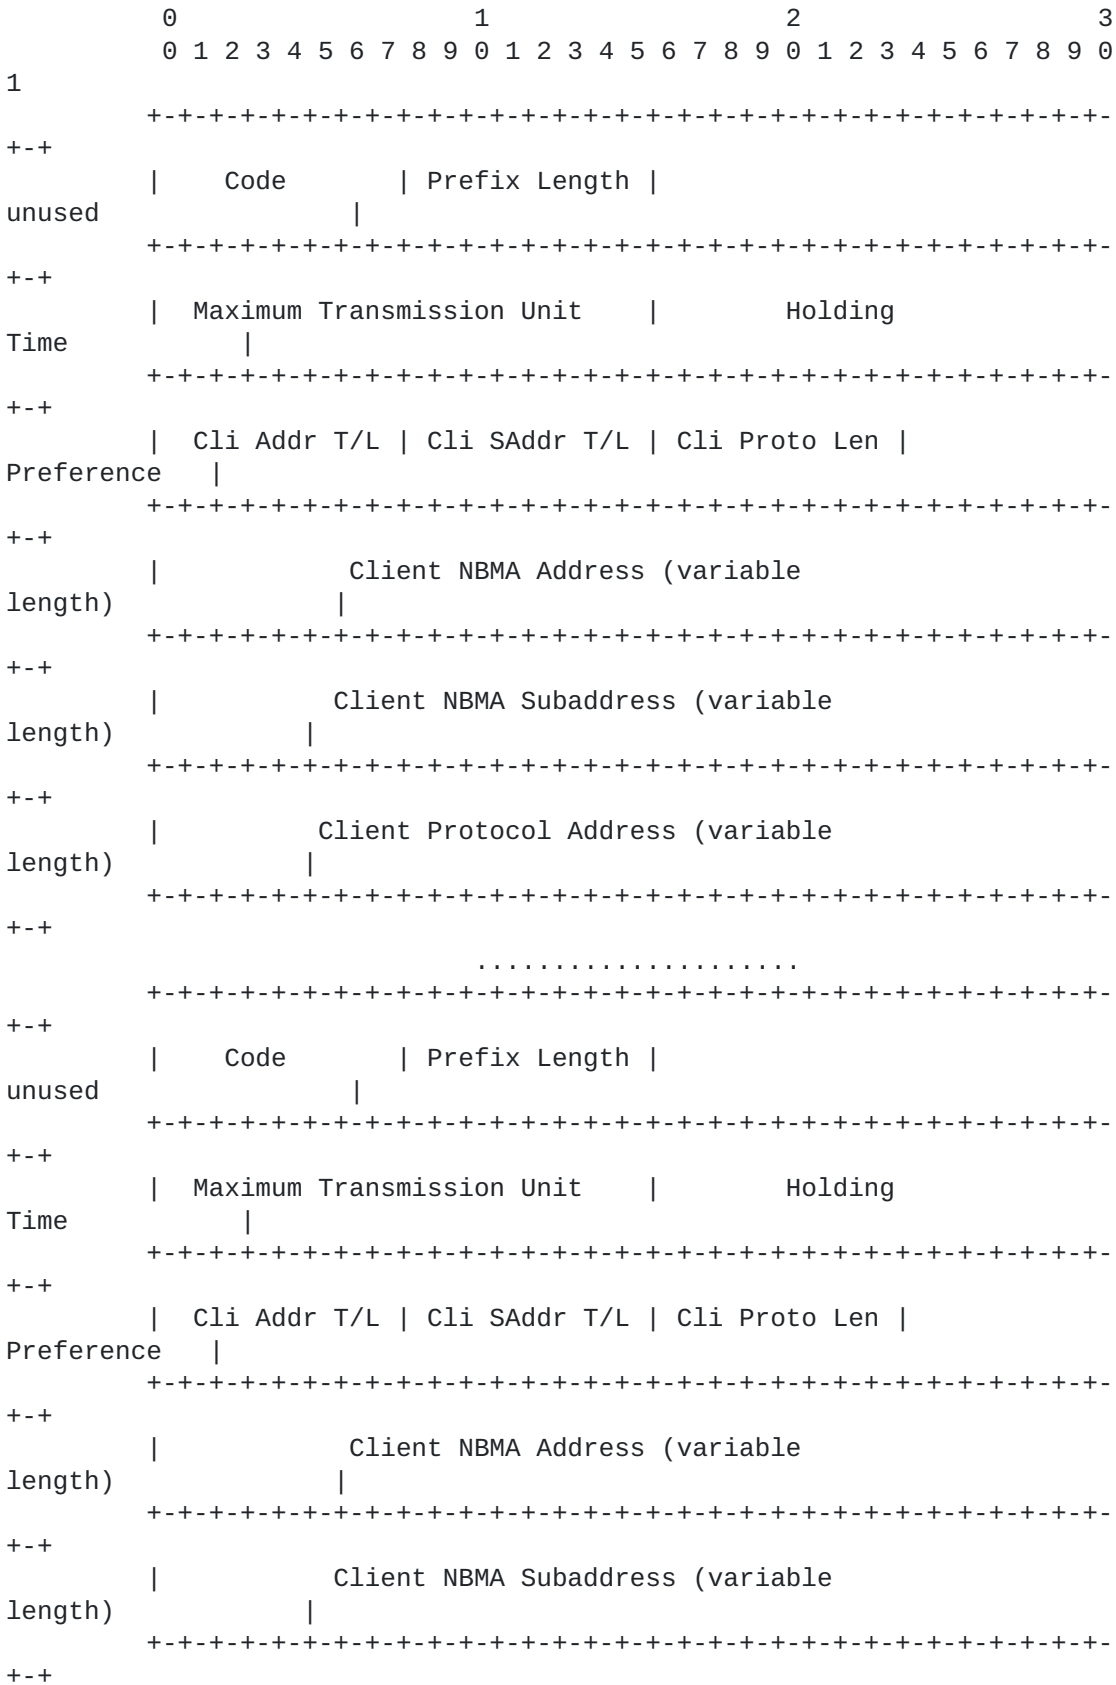 0                   1                   2                   3
          0 1 2 3 4 5 6 7 8 9 0 1 2 3 4 5 6 7 8 9 0 1 2 3 4 5 6 7 8 9 0
1
         +-+-+-+-+-+-+-+-+-+-+-+-+-+-+-+-+-+-+-+-+-+-+-+-+-+-+-+-+-+-+-
+-+
         |    Code       | Prefix Length |
unused                |
         +-+-+-+-+-+-+-+-+-+-+-+-+-+-+-+-+-+-+-+-+-+-+-+-+-+-+-+-+-+-+-
+-+
         |  Maximum Transmission Unit    |        Holding
Time           |
         +-+-+-+-+-+-+-+-+-+-+-+-+-+-+-+-+-+-+-+-+-+-+-+-+-+-+-+-+-+-+-
+-+
         |  Cli Addr T/L | Cli SAddr T/L | Cli Proto Len |
Preference   |
         +-+-+-+-+-+-+-+-+-+-+-+-+-+-+-+-+-+-+-+-+-+-+-+-+-+-+-+-+-+-+-
+-+
         |            Client NBMA Address (variable
length)              |
         +-+-+-+-+-+-+-+-+-+-+-+-+-+-+-+-+-+-+-+-+-+-+-+-+-+-+-+-+-+-+-
+-+
         |           Client NBMA Subaddress (variable
length)            |
         +-+-+-+-+-+-+-+-+-+-+-+-+-+-+-+-+-+-+-+-+-+-+-+-+-+-+-+-+-+-+-
+-+
         |          Client Protocol Address (variable
length)            |
         +-+-+-+-+-+-+-+-+-+-+-+-+-+-+-+-+-+-+-+-+-+-+-+-+-+-+-+-+-+-+-
+-+
                              .....................
         +-+-+-+-+-+-+-+-+-+-+-+-+-+-+-+-+-+-+-+-+-+-+-+-+-+-+-+-+-+-+-
+-+
         |    Code       | Prefix Length |
unused                |
         +-+-+-+-+-+-+-+-+-+-+-+-+-+-+-+-+-+-+-+-+-+-+-+-+-+-+-+-+-+-+-
+-+
         |  Maximum Transmission Unit    |        Holding
Time           |
         +-+-+-+-+-+-+-+-+-+-+-+-+-+-+-+-+-+-+-+-+-+-+-+-+-+-+-+-+-+-+-
+-+
         |  Cli Addr T/L | Cli SAddr T/L | Cli Proto Len |
Preference   |
         +-+-+-+-+-+-+-+-+-+-+-+-+-+-+-+-+-+-+-+-+-+-+-+-+-+-+-+-+-+-+-
+-+
         |            Client NBMA Address (variable
length)              |
         +-+-+-+-+-+-+-+-+-+-+-+-+-+-+-+-+-+-+-+-+-+-+-+-+-+-+-+-+-+-+-
+-+
         |           Client NBMA Subaddress (variable
length)            |
         +-+-+-+-+-+-+-+-+-+-+-+-+-+-+-+-+-+-+-+-+-+-+-+-+-+-+-+-+-+-+-
+-+